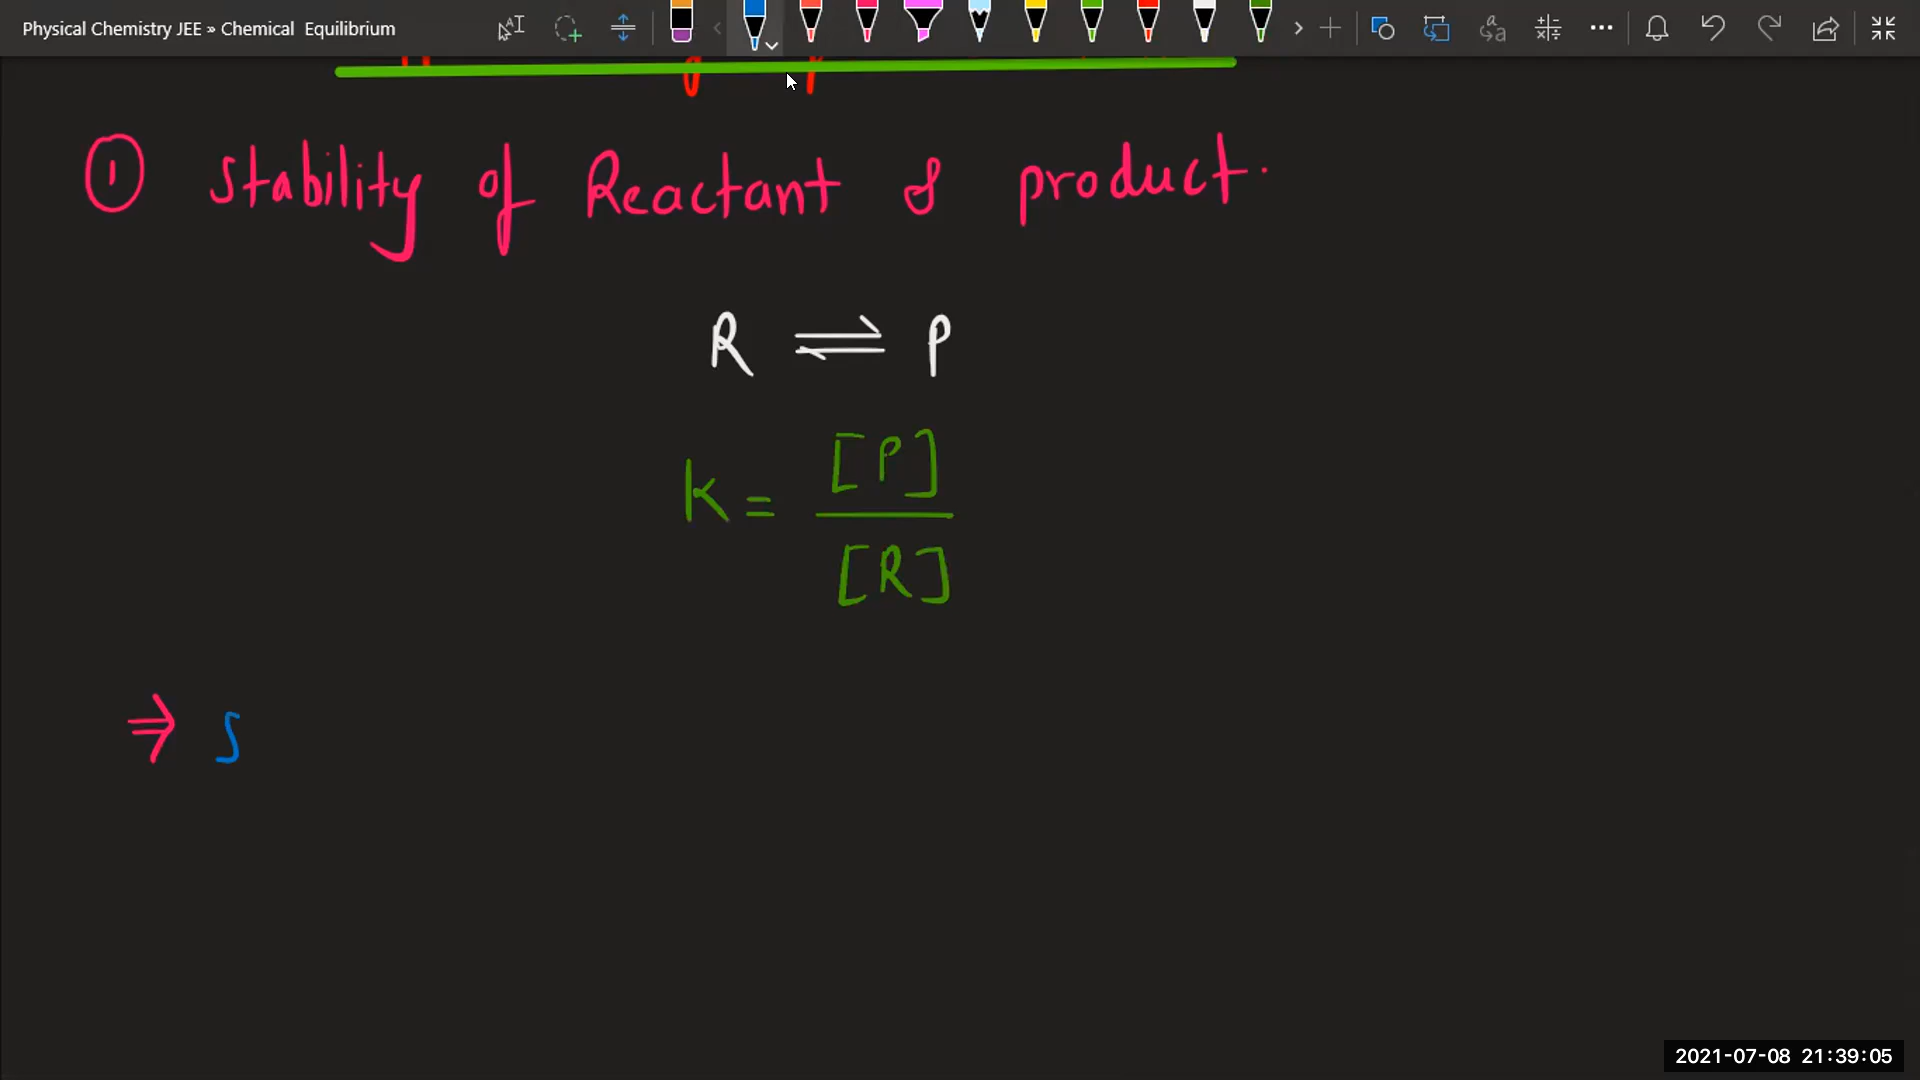 Physical Chemistry JEE » Chemical Equilibrium
① Stability of Reactant & product.
R ⇌ P
K = [P]
[R]
⇒ S
2021-07-08 21:39:05